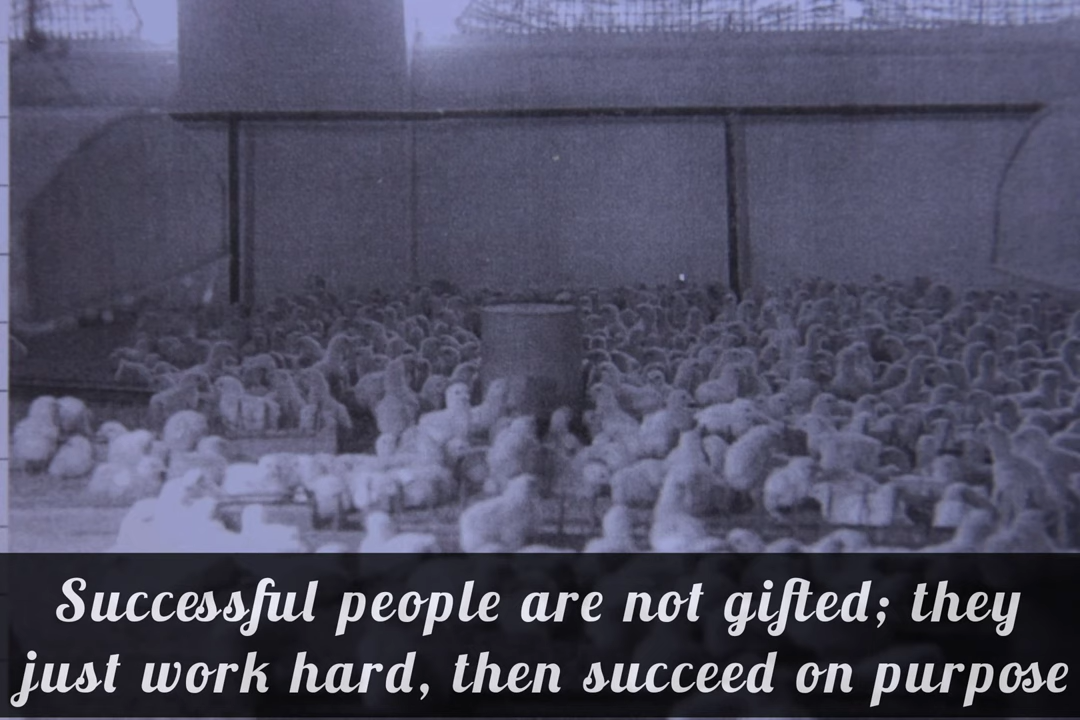 Successful people are not gifted; they
just work hard, then succeed on purpose